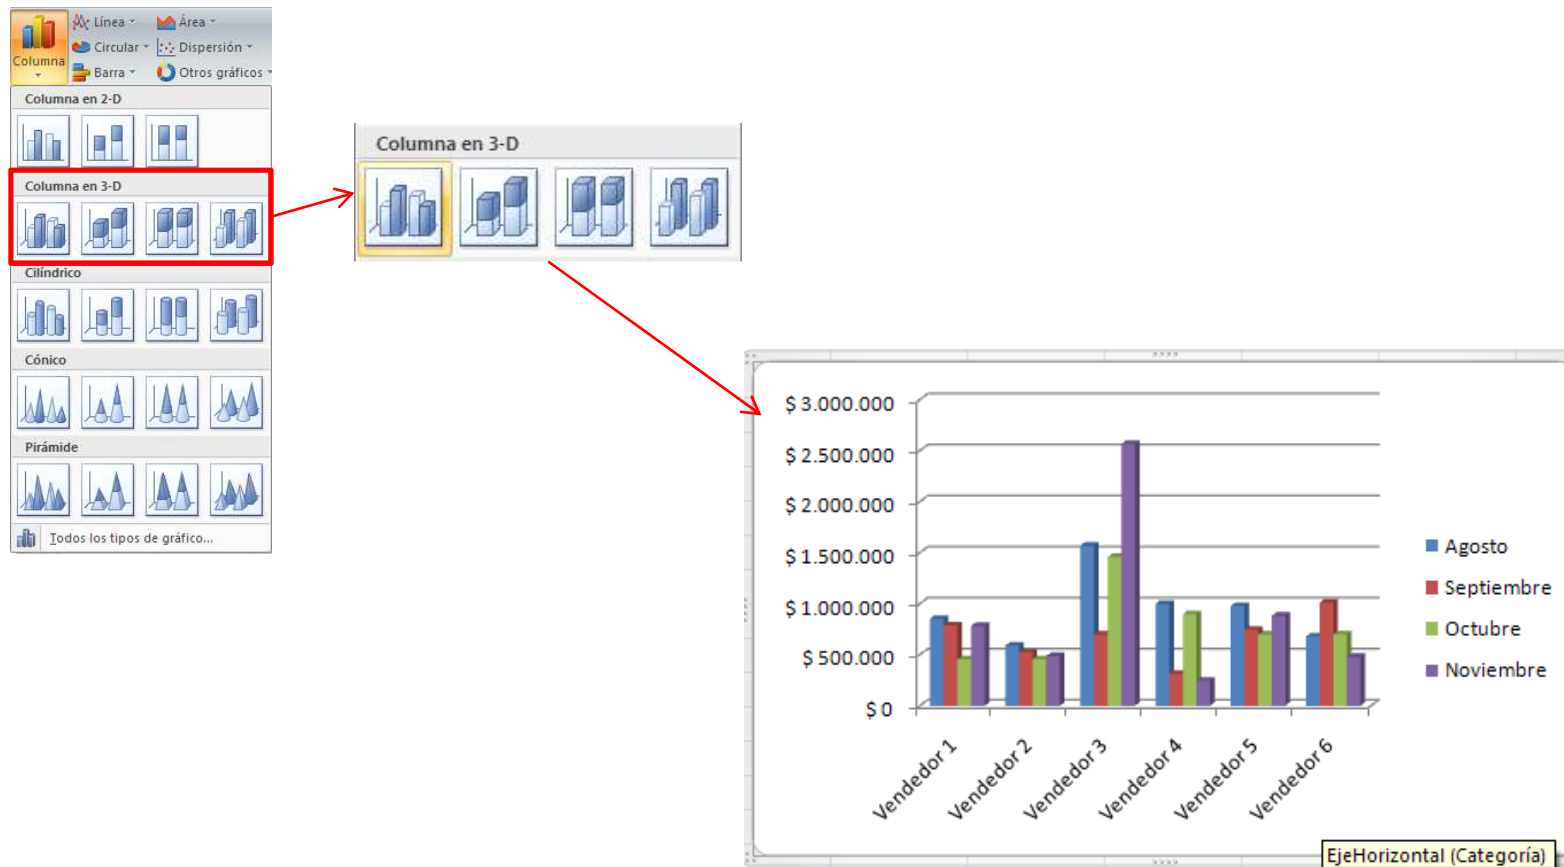 Línea
Área
Columna
Circular
Dispersión
Barra
Otros gráficos
Columna en 2-D
Columna en 3-D
Cilíndrico
Cónico
Pirámide
Todos los tipos de gráfico...
Columna en 3-D
$ 3.000.000
$ 2.500.000
$ 2.000.000
$ 1.500.000
$ 1.000.000
$ 500.000
$ 0
Vendedor 1
Vendedor 2
Vendedor 3
Vendedor 4
Vendedor 5
Vendedor 6
Agosto
Septiembre
Octubre
Noviembre
EjeHorizontal (Categoría)